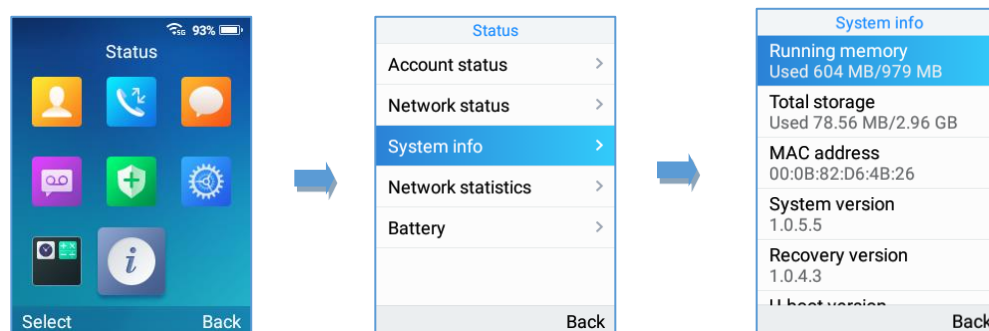 5G 93%
Status
Select Back
Status
Account status
Network status
System info
Network statistics
Battery
Back
System info
Running memory
Used 604 MB/979 MB
Total storage
Used 78.56 MB/2.96 GB
MAC address
00:0B:82:D6:4B:26
System version
1.0.5.5
Recovery version
1.0.4.3
Back